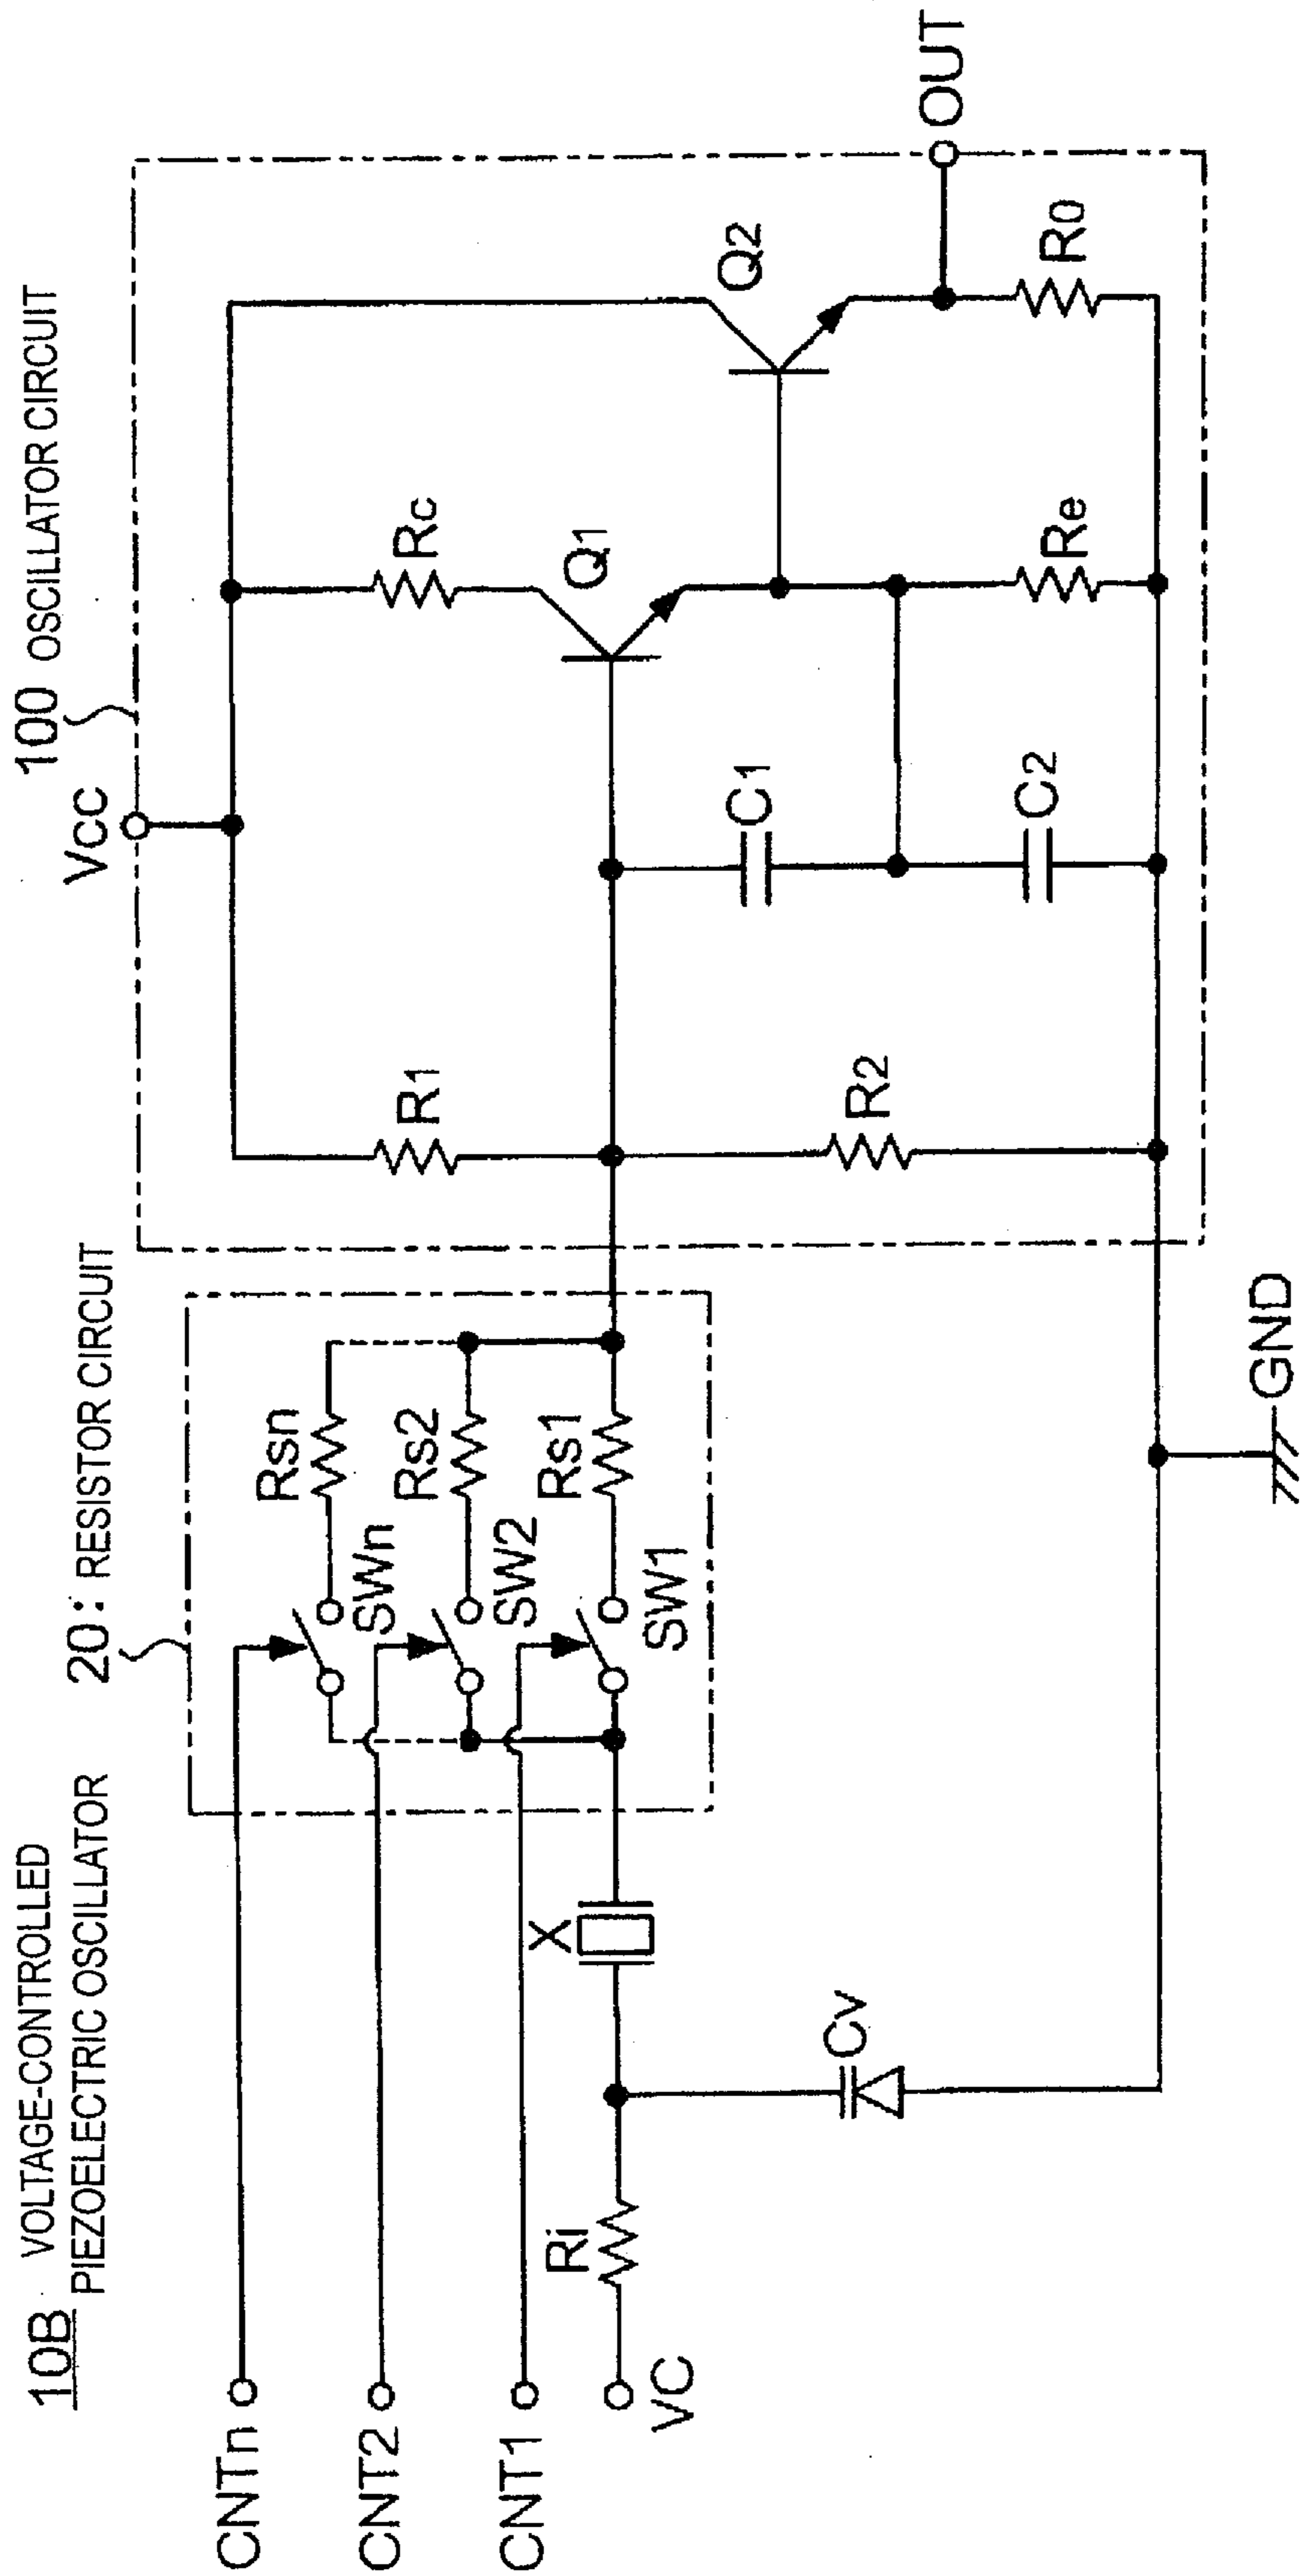 10B VOLTAGE-CONTROLLED
PIEZOELECTRIC OSCILLATOR
20: RESISTOR CIRCUIT
100 OSCILLATOR CIRCUIT
Vcc
CNTn
CNT2
CNT1
VC
Ri
X
Cv
Rsn
SWn
Rs2
SW2
Rs1
SW1
R1
R2
Rc
Q1
C1
C2
Re
Q2
R0
OUT
GND